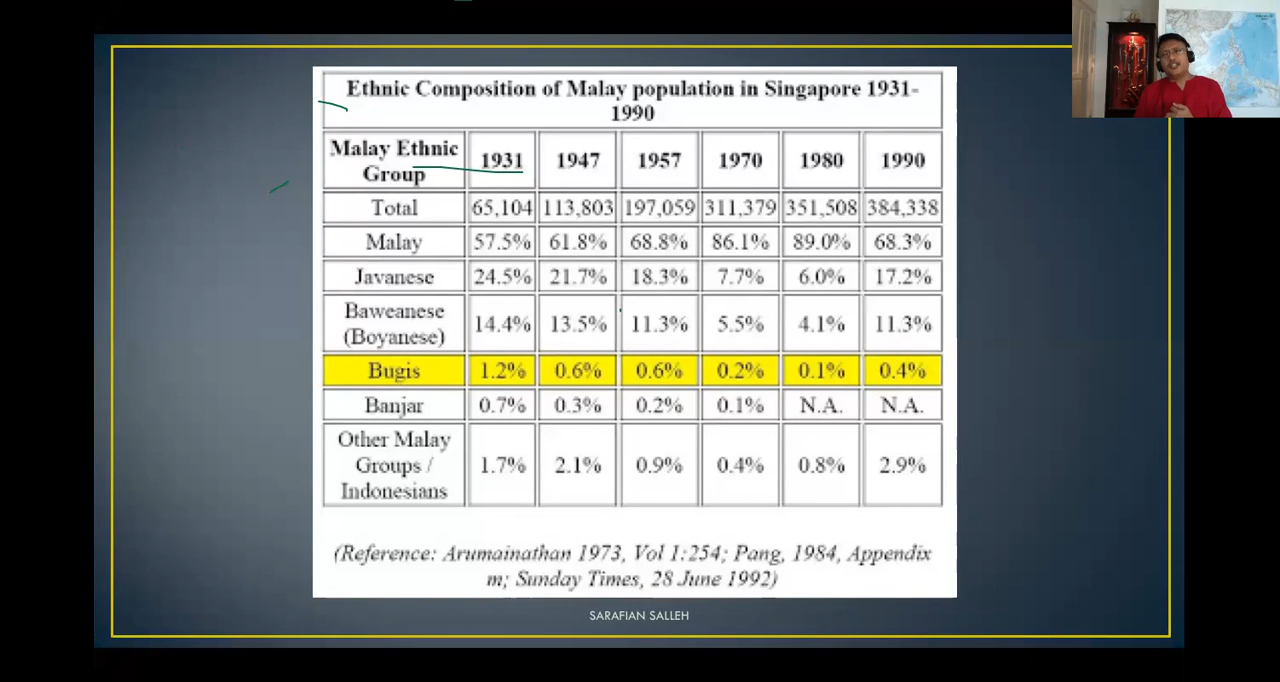 Ethnic Composition of Malay population in Singapore 1931-
1990
Malay Ethnic
Group 1931 1947 1957 1970 1980 1990
Total 65,104 113,803 197,059 311,379 351,508 384,338
Malay 57.5% 61.8% 68.8% 86.1% 89.0% 68.3%
Javanese 24.5% 21.7% 18.3% 7.7% 6.0% 17.2%
Baweanese
(Boyanese) 14.4% 13.5% 11.3% 5.5% 4.1% 11.3%
Bugis 1.2% 0.6% 0.6% 0.2% 0.1% 0.4%
Banjar 0.7% 0.3% 0.2% 0.1% N.A. N.A.
Other Malay
Groups /
Indonesians 1.7% 2.1% 0.9% 0.4% 0.8% 2.9%
(Reference: Arumainathan 1973, Vol 1:254; Pang, 1984, Appendix
m; Sunday Times, 28 June 1992)
SARAFIAN SALLEH